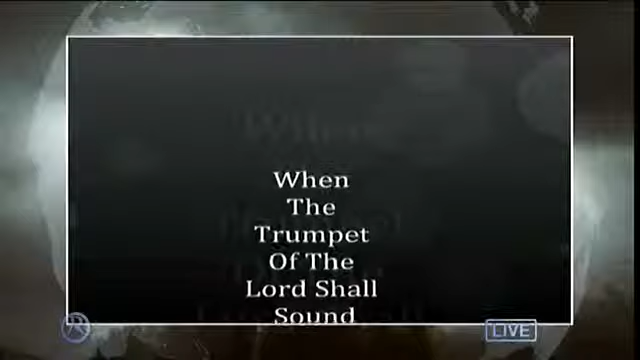 When
The
Trumpet
Of The
Lord Shall
Sound
LIVE